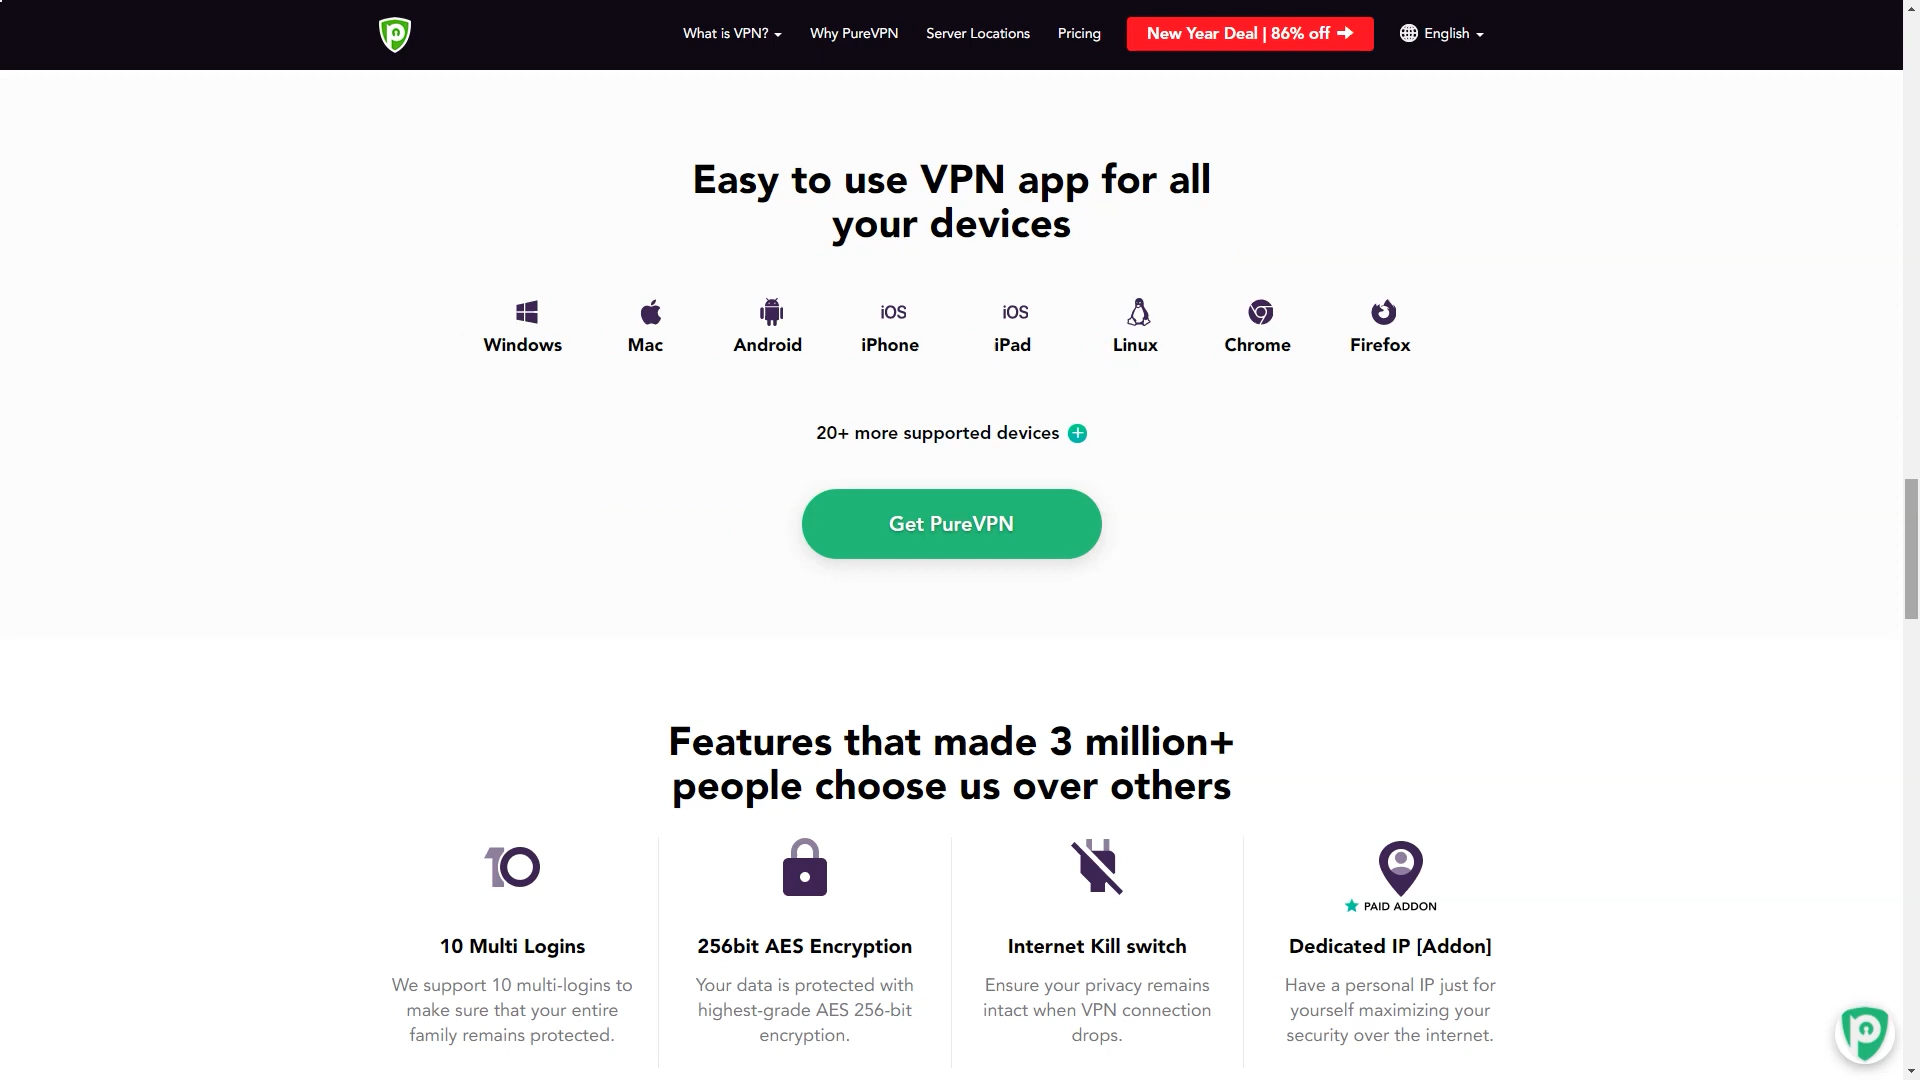 What is VPN?
Why PureVPN
Server Locations
Pricing
New Year Deal | 86% off
English
Easy to use VPN app for all
your devices
iOS
iOS
Windows
Mac
Android
iPhone
iPad
Linux
Chrome
Firefox
20+ more supported devices
Get PureVPN
Features that made 3 million+
people choose us over others
10
10 Multi Logins
We support 10 multi-logins to
make sure that your entire
family remains protected.
256bit AES Encryption
Your data is protected with
highest-grade AES 256-bit
encryption.
Internet Kill switch
Ensure your privacy remains
intact when VPN connection
drops.
PAID ADDON
Dedicated IP [Addon]
Have a personal IP just for
yourself maximizing your
security over the internet.